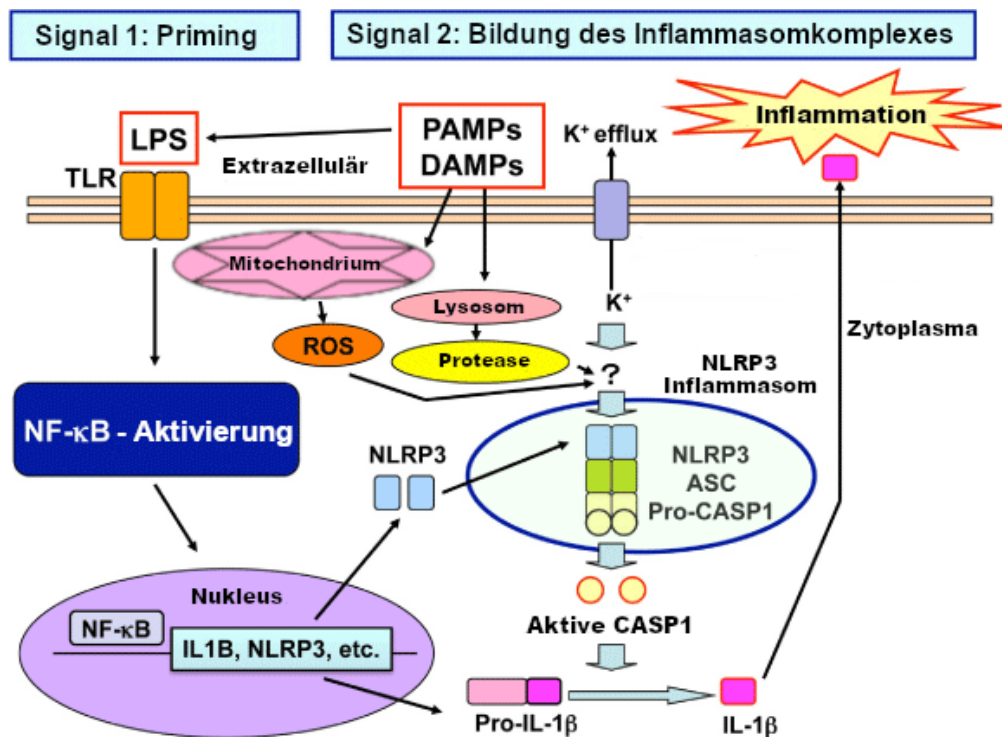 Signal 1: Priming
Signal 2: Bildung des Inflammasomkomplexes
Inflammation
LPS
PAMPs
DAMPs
K⁺ efflux
TLR
Extrazellulär
Mitochondrium
Lysosom
K⁺
ROS
Protease
?
Zytoplasma
NLRP3
Inflammasom
NF-κB - Aktivierung
NLRP3
NLRP3
ASC
Pro-CASP1
Nukleus
NF-κB
IL1B, NLRP3, etc.
Aktive CASP1
Pro-IL-1β
IL-1β